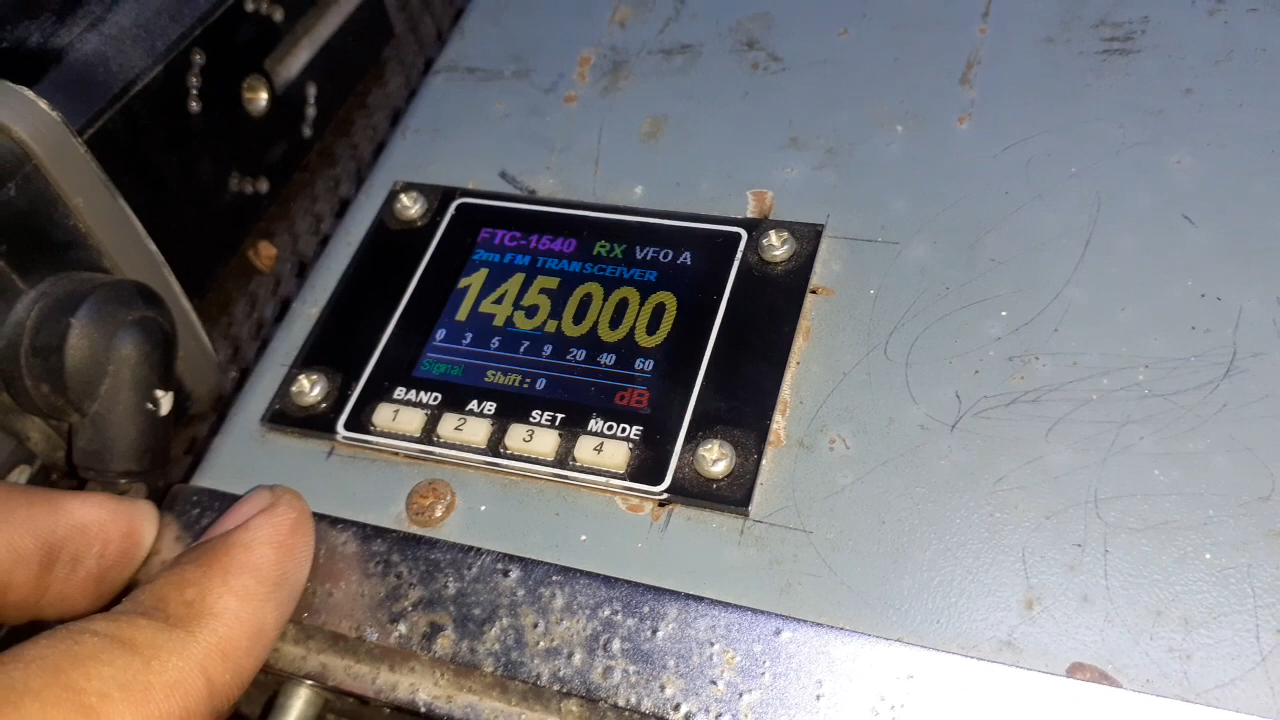 FTC-1540 RX VFO A
2m FM TRANSCEIVER
145.000
0 3 5 7 9 20 40 60
Signal Shift : 0 dB
BAND A/B SET MODE
1 2 3 4